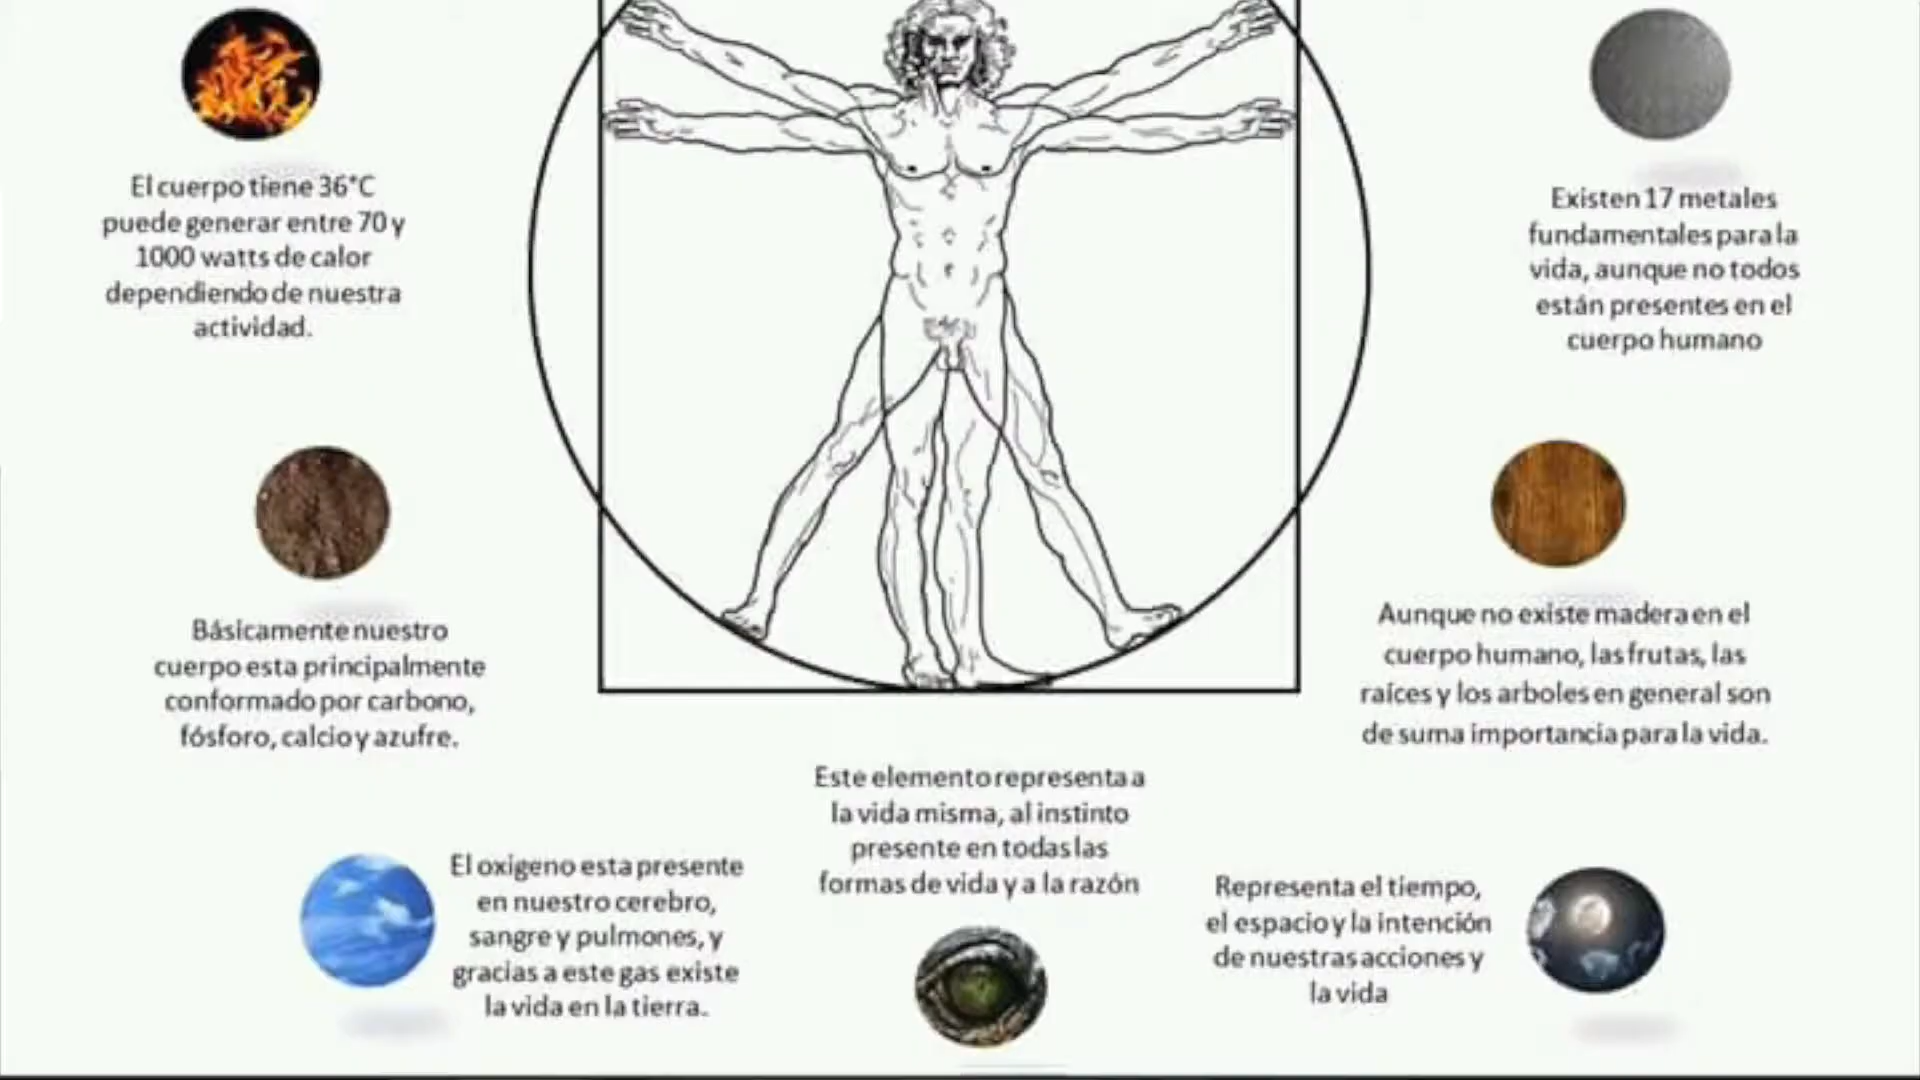 El cuerpo tiene 36°C
puede generar entre 70 y
1000 watts de calor
dependiendo de nuestra
actividad.
Existen 17 metales
fundamentales para la
vida, aunque no todos
están presentes en el
cuerpo humano
Básicamente nuestro
cuerpo esta principalmente
conformado por carbono,
fósforo, calcio y azufre.
Aunque no existe madera en el
cuerpo humano, las frutas, las
raíces y los arboles en general son
de suma importancia para la vida.
El oxigeno esta presente
en nuestro cerebro,
sangre y pulmones, y
gracias a este gas existe
la vida en la tierra.
Este elemento representa a
la vida misma, al instinto
presente en todas las
formas de vida y a la razón
Representa el tiempo,
el espacio y la intención
de nuestras acciones y
la vida